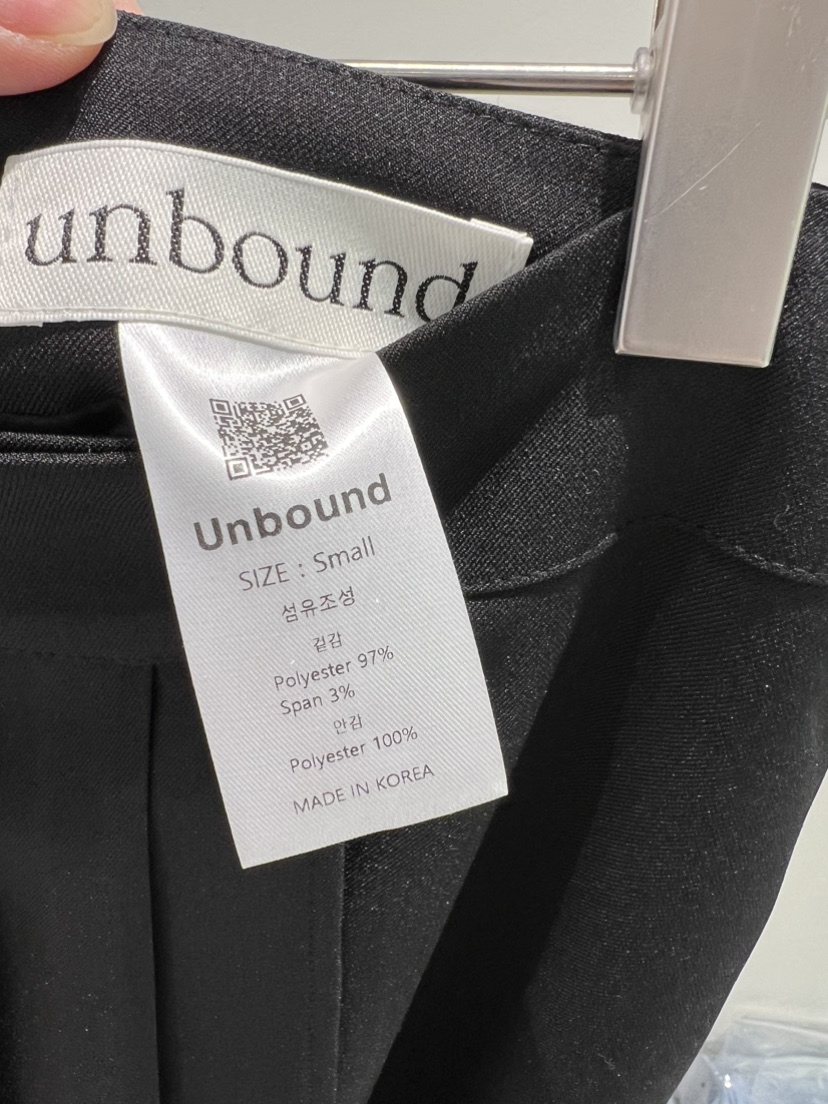 unbound
Unbound
SIZE : Small
섬유조성
겉감
Polyester 97%
Span 3%
안감
Polyester 100%
MADE IN KOREA